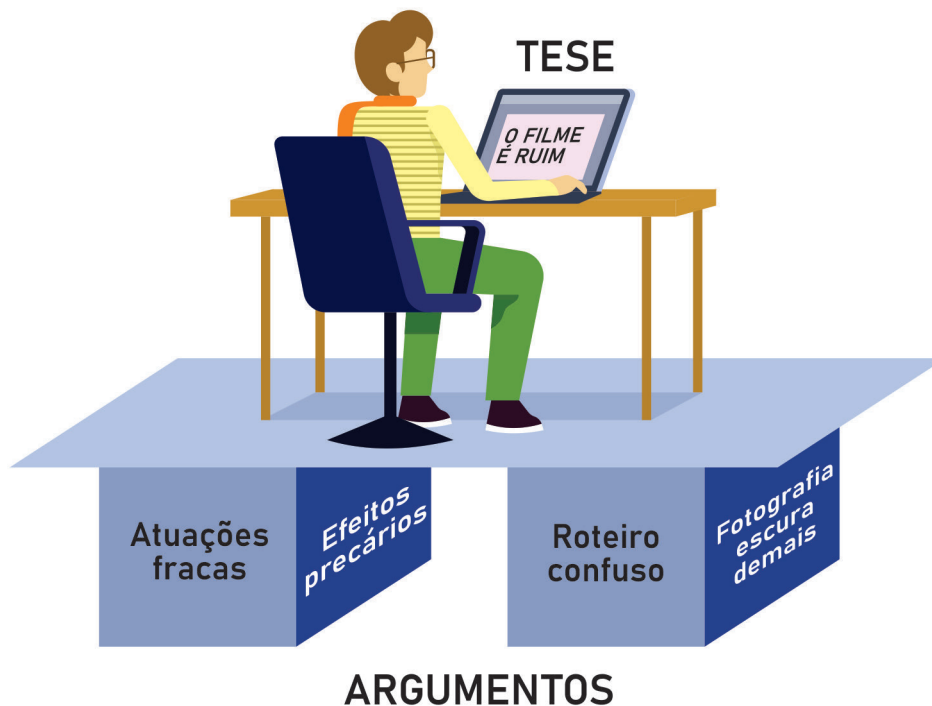 TESE
O FILME
É RUIM
Atuações
fracas
Efeitos
precários
Roteiro
confuso
Fotografia
escura
demais
ARGUMENTOS